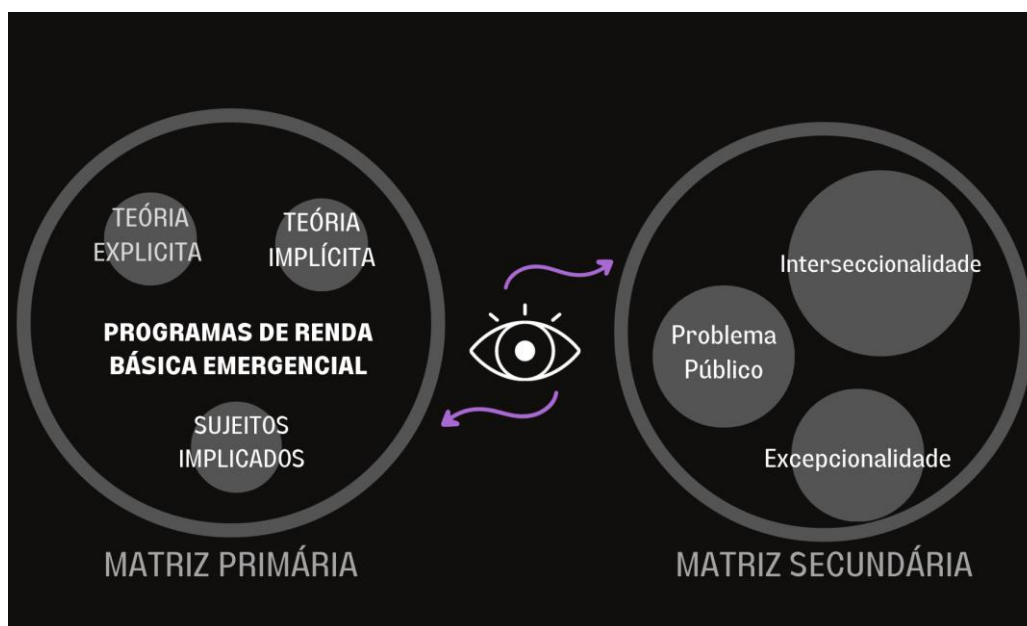 TEÓRIA
EXPLICITA
TEÓRIA
IMPLÍCITA
PROGRAMAS DE RENDA
BÁSICA EMERGENCIAL
SUJEITOS
IMPLICADOS
MATRIZ PRIMÁRIA
Interseccionalidade
Problema
Público
Excepcionalidade
MATRIZ SECUNDÁRIA